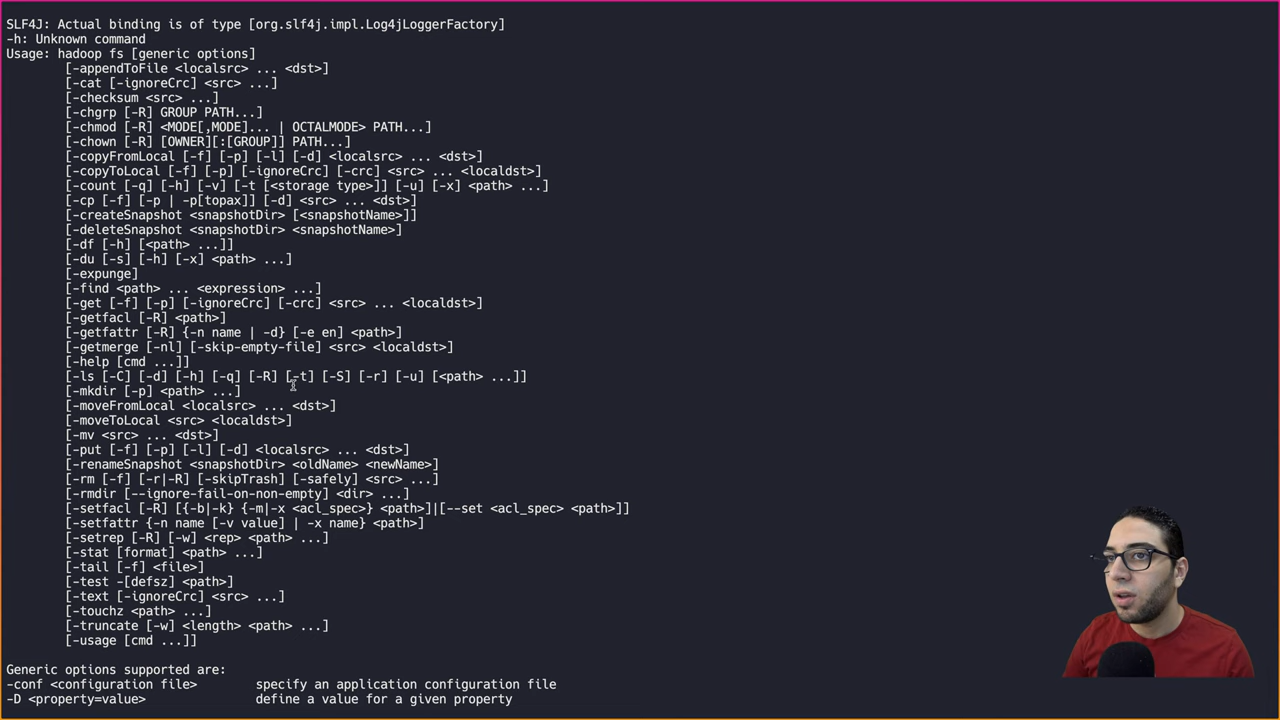 SLF4J: Actual binding is of type [org.slf4j.impl.Log4jLoggerFactory]
-h: Unknown command
Usage: hadoop fs [generic options]
[-appendToFile <localsrc> ... <dst>]
[-cat [-ignoreCrc] <src> ...]
[-checksum <src> ...]
[-chgrp [-R] GROUP PATH...]
[-chmod [-R] <MODE[,MODE]... | OCTALMODE> PATH...]
[-chown [-R] [OWNER][:[GROUP]] PATH...]
[-copyFromLocal [-f] [-p] [-l] [-d] <localsrc> ... <dst>]
[-copyToLocal [-f] [-p] [-ignoreCrc] [-crc] <src> ... <localdst>]
[-count [-q] [-h] [-v] [-t [<storage type>]] [-u] [-x] <path> ...]
[-cp [-f] [-p | -p[topax]] [-d] <src> ... <dst>]
[-createSnapshot <snapshotDir> [<snapshotName>]]
[-deleteSnapshot <snapshotDir> <snapshotName>]
[-df [-h] [<path> ...]]
[-du [-s] [-h] [-x] <path> ...]
[-expunge]
[-find <path> ... <expression> ...]
[-get [-f] [-p] [-ignoreCrc] [-crc] <src> ... <localdst>]
[-getfacl [-R] <path>]
[-getfattr [-R] {-n name | -d} [-e en] <path>]
[-getmerge [-nl] [-skip-empty-file] <src> <localdst>]
[-help [cmd ...]]
[-ls [-C] [-d] [-h] [-q] [-R] [-t] [-S] [-r] [-u] [<path> ...]]
[-mkdir [-p] <path> ...]
[-moveFromLocal <localsrc> ... <dst>]
[-moveToLocal <src> <localdst>]
[-mv <src> ... <dst>]
[-put [-f] [-p] [-l] [-d] <localsrc> ... <dst>]
[-renameSnapshot <snapshotDir> <oldName> <newName>]
[-rm [-f] [-r|-R] [-skipTrash] [-safely] <src> ...]
[-rmdir [--ignore-fail-on-non-empty] <dir> ...]
[-setfacl [-R] [{-b|-k} {-m|-x <acl_spec>} <path>]|[--set <acl_spec> <path>]]
[-setfattr {-n name [-v value] | -x name} <path>]
[-setrep [-R] [-w] <rep> <path> ...]
[-stat [format] <path> ...]
[-tail [-f] <file>]
[-test -[defsz] <path>]
[-text [-ignoreCrc] <src> ...]
[-touchz <path> ...]
[-truncate [-w] <length> <path> ...]
[-usage [cmd ...]]
Generic options supported are:
-conf <configuration file> specify an application configuration file
-D <property=value> define a value for a given property